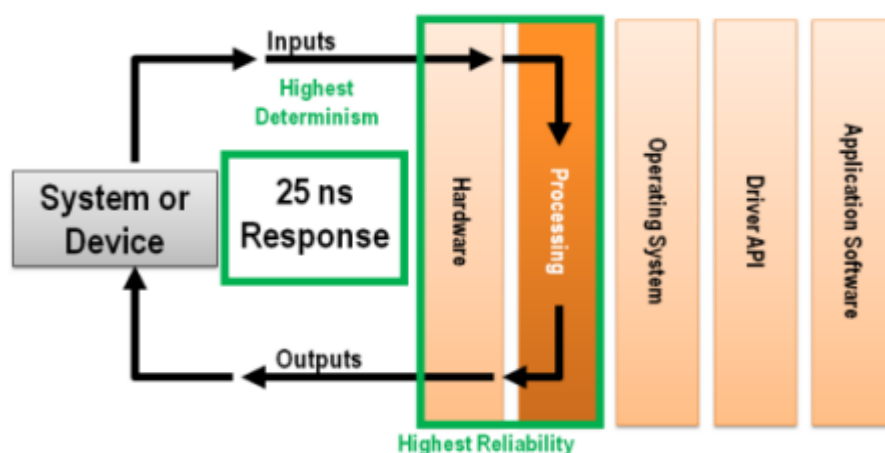 Inputs
Highest
Determinism
System or
Device
25 ns
Response
Outputs
Hardware
Processing
Highest Reliability
Operating System
Driver API
Application Software